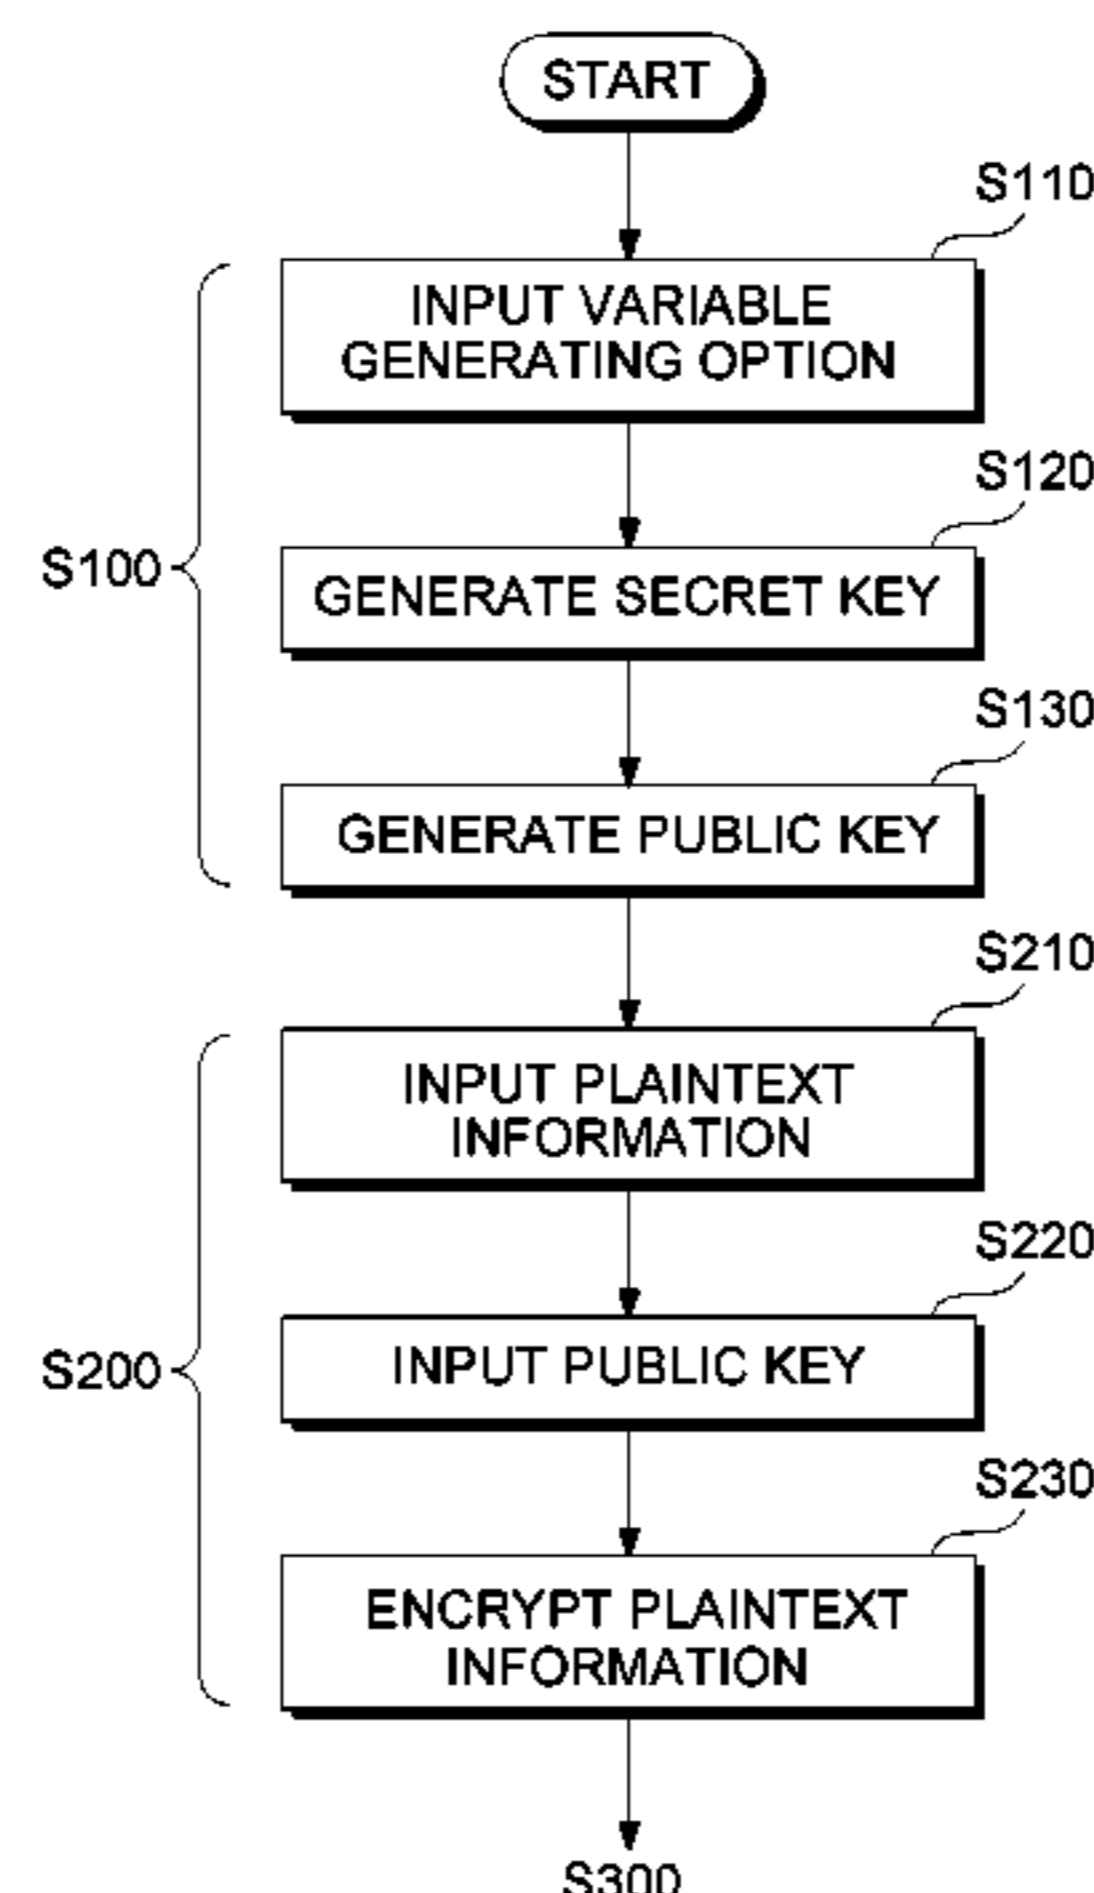 START
S110
INPUT VARIABLE
GENERATING OPTION
S120
S100
GENERATE SECRET KEY
S130
GENERATE PUBLIC KEY
S210
INPUT PLAINTEXT
INFORMATION
S220
S200
INPUT PUBLIC KEY
S230
ENCRYPT PLAINTEXT
INFORMATION
S300